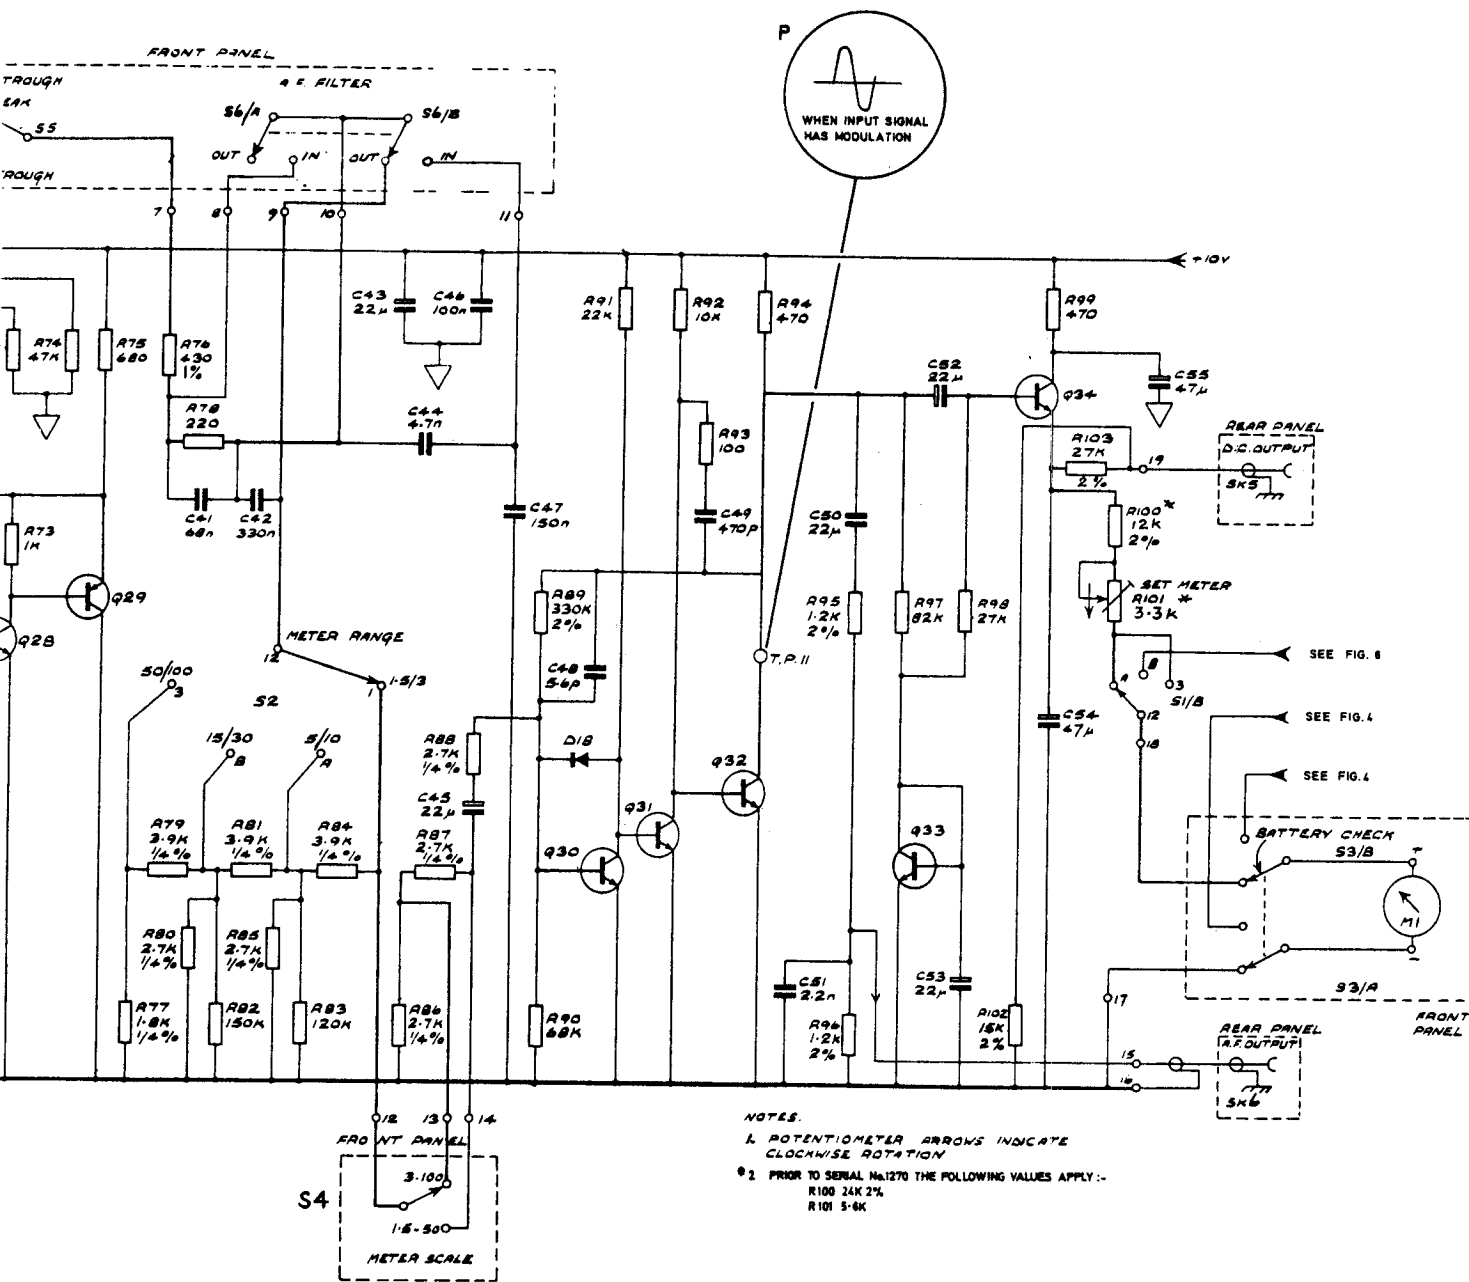 P
WHEN INPUT SIGNAL
HAS MODULATION
FRONT PANEL
TROUGH
A.F. FILTER
EAK
S5
S6/A
S6/B
OUT
IN
OUT
IN
ROUGH
7
8
9
10
11
+10V
R74
47K
R75
680
R76
430
1%
C43
22µ
C46
100n
R91
22K
R92
10K
R94
470
R99
470
R78
220
C44
4.7n
C52
22µ
Q34
C55
47µ
R93
100
R103
27K
2%
19
REAR PANEL
D.C. OUTPUT
SK5
R73
1K
C41
68n
C42
330n
C47
150n
C49
470p
C50
22µ
R100*
12K
2%
Q29
Q28
R89
330K
2%
R95
1.2K
2%
R97
82K
R98
27K
SET METER
R101 *
3.3K
METER RANGE
12
50/100
3
1.5/3
1
S2
C48
5.6p
T.P.11
B
SEE FIG. 6
A
3
S1/B
12
SEE FIG. 4
18
C54
47µ
15/30
B
5/10
A
R88
2.7K
1/4%
D18
Q32
SEE FIG. 4
C45
22µ
R79
3.9K
1/4%
R81
3.9K
1/4%
R84
3.9K
1/4%
R87
2.7K
1/4%
Q30
Q31
Q33
BATTERY CHECK
S3/B
+
M1
-
R80
2.7K
1/4%
R85
2.7K
1/4%
C51
2.2n
C53
22µ
S3/A
17
R77
1.8K
1/4%
R82
150K
R83
120K
R86
2.7K
1/4%
R90
68K
R96
1.2K
2%
R102
15K
2%
FRONT
PANEL
REAR PANEL
A.F. OUTPUT
15
16
SK6
12
13
14
FRONT PANEL
S4
3-100
1.5-50
METER SCALE
NOTES.
1. POTENTIOMETER ARROWS INDICATE
CLOCKWISE ROTATION
* 2 PRIOR TO SERIAL No.1270 THE FOLLOWING VALUES APPLY :-
R100 24K 2%
R101 5·6K